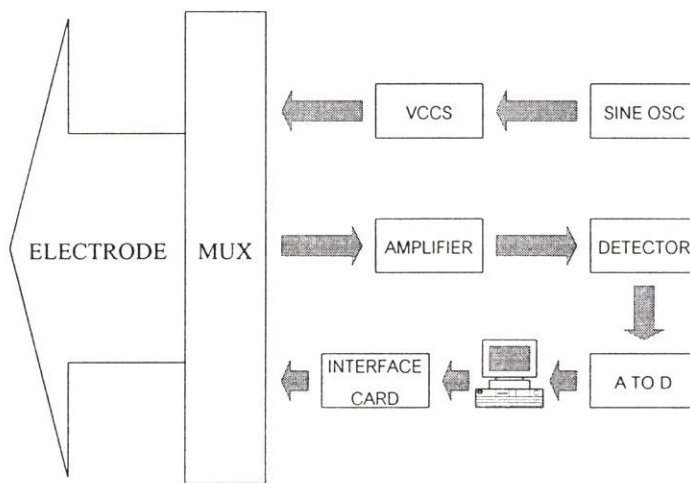 VCCS
SINE OSC
ELECTRODE
MUX
AMPLIFIER
DETECTOR
INTERFACE
CARD
A TO D